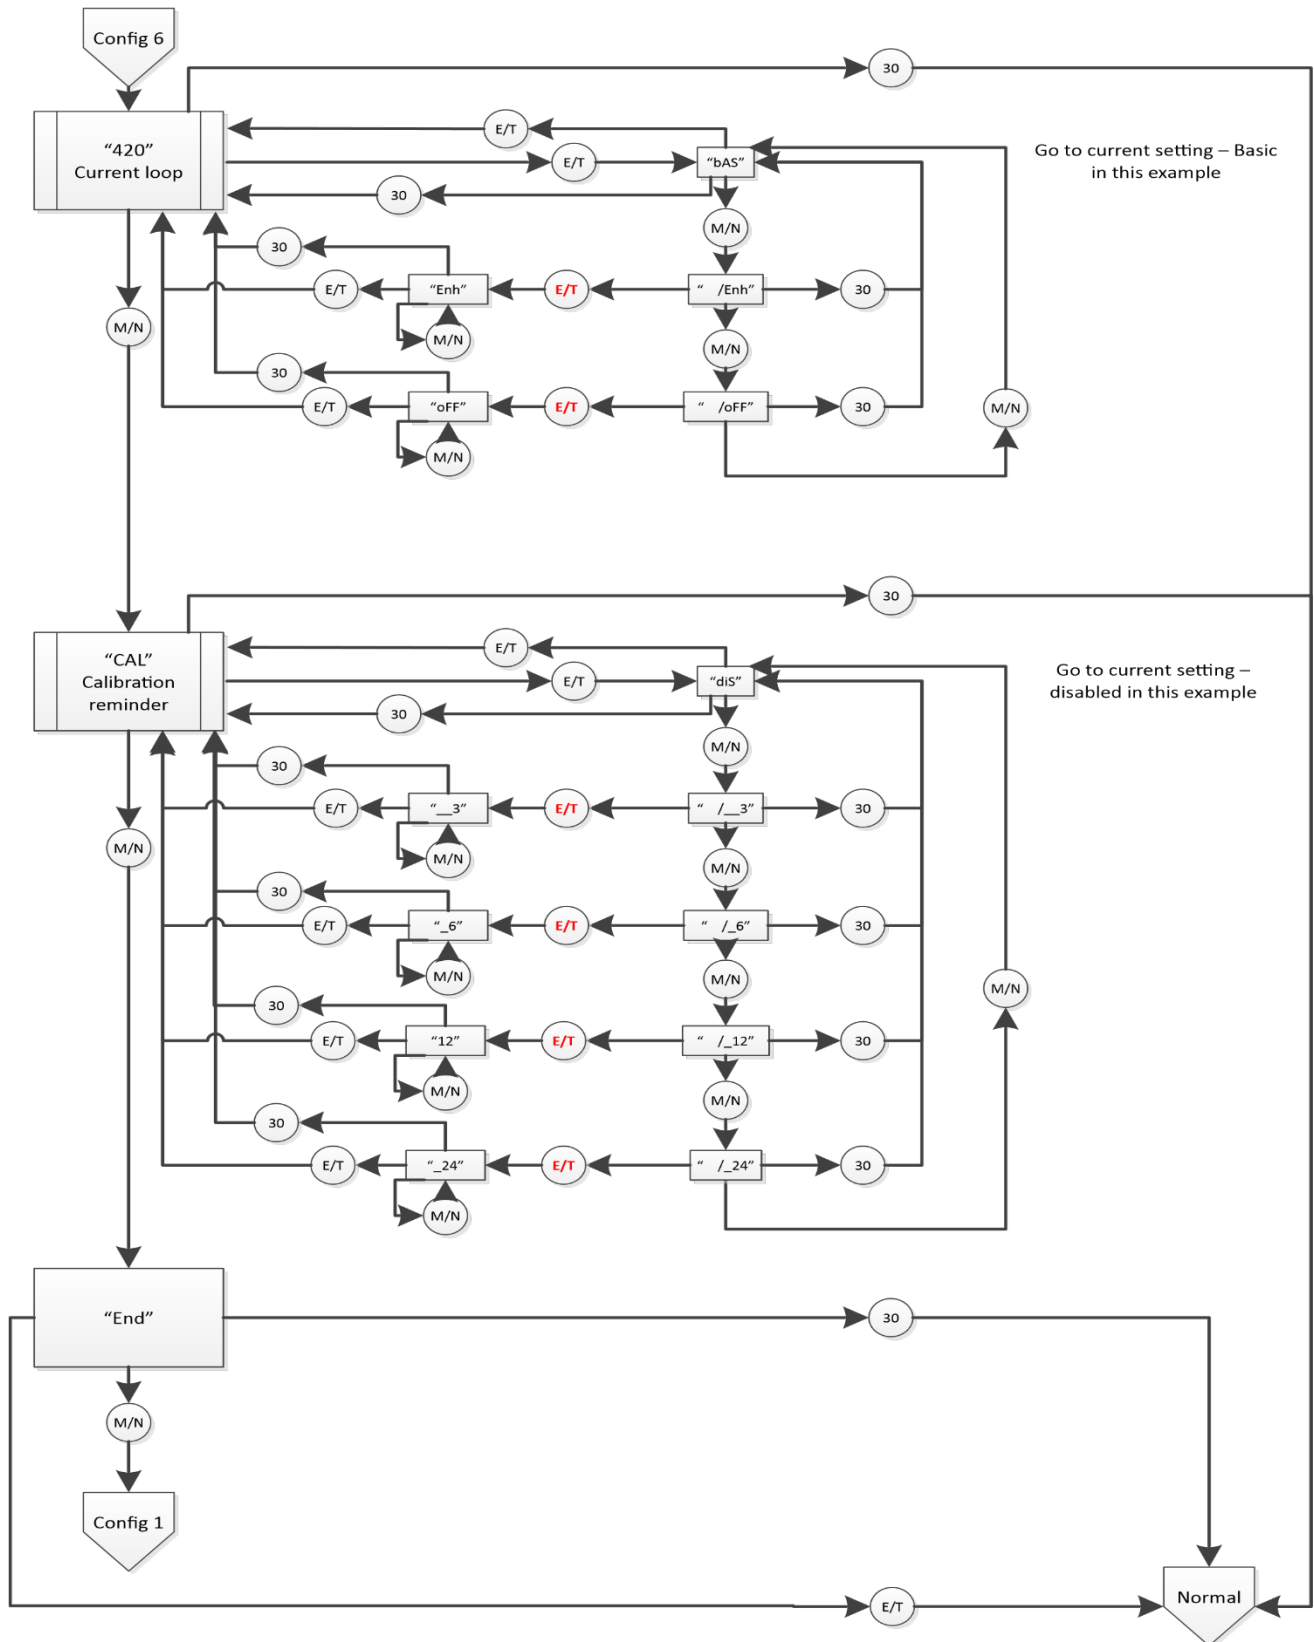 Config 6
30
“420”
Current loop
E/T
E/T
“bAS”
Go to current setting – Basic
in this example
30
M/N
30
E/T
“Enh”
E/T
“ /Enh”
30
M/N
M/N
M/N
30
E/T
“oFF”
E/T
“ /oFF”
30
M/N
M/N
30
“CAL”
Calibration
reminder
E/T
E/T
“diS”
Go to current setting –
disabled in this example
30
M/N
30
E/T
“__3”
E/T
“ /__3”
30
M/N
M/N
M/N
30
E/T
“_6”
E/T
“ /_6”
30
M/N
M/N
M/N
30
E/T
“12”
E/T
“ /_12”
30
M/N
M/N
30
E/T
“_24”
E/T
“ /_24”
30
M/N
“End”
30
M/N
Config 1
Normal
E/T